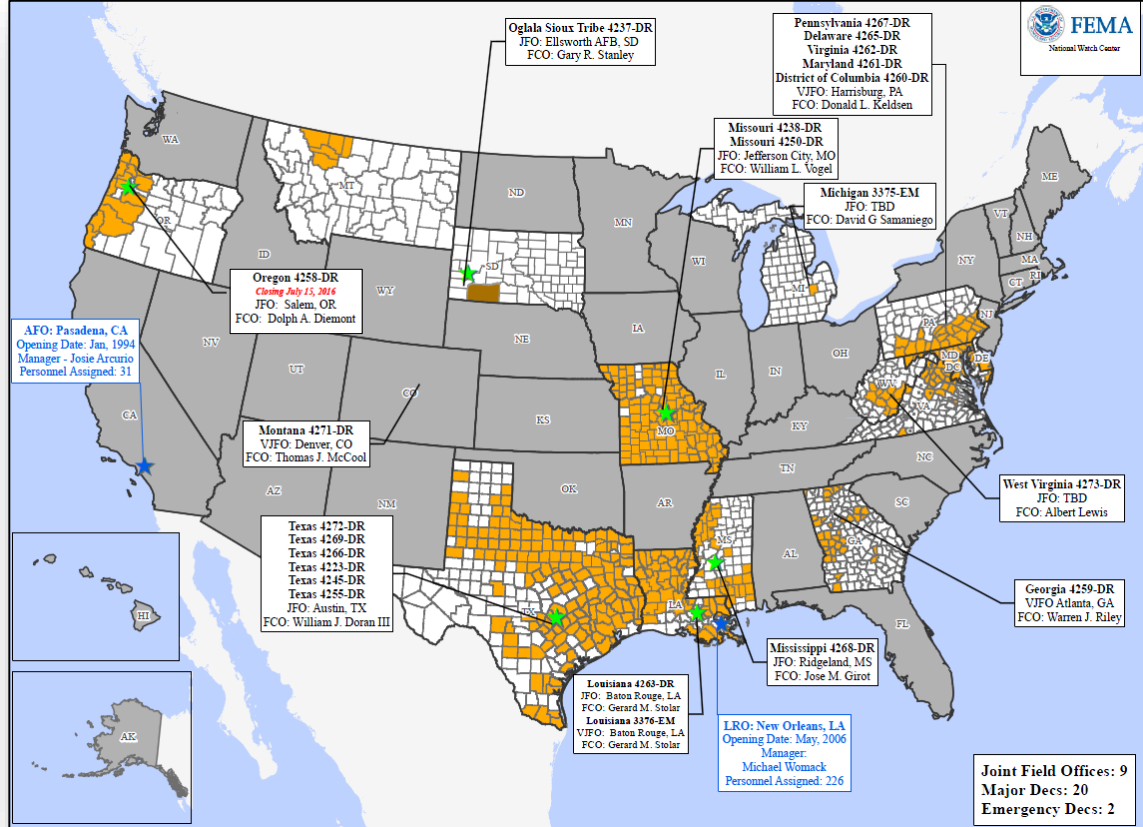 FEMA
National Watch Center
Pennsylvania 4267-DR
Delaware 4265-DR
Virginia 4262-DR
Maryland 4261-DR
District of Columbia 4260-DR
VJFO: Harrisburg, PA
FCO: Donald L. Keldsen
Oglala Sioux Tribe 4237-DR
JFO: Ellsworth AFB, SD
FCO: Gary R. Stanley
Missouri 4238-DR
Missouri 4250-DR
JFO: Jefferson City, MO
FCO: William L. Vogel
Michigan 3375-EM
JFO: TBD
FCO: David G Samaniego
Oregon 4258-DR
Closing July 15, 2016
JFO: Salem, OR
FCO: Dolph A. Diemont
AFO: Pasadena, CA
Opening Date: Jan, 1994
Manager - Josie Arcurio
Personnel Assigned: 31
Montana 4271-DR
VJFO: Denver, CO
FCO: Thomas J. McCool
West Virginia 4273-DR
JFO: TBD
FCO: Albert Lewis
Texas 4272-DR
Texas 4269-DR
Texas 4266-DR
Texas 4223-DR
Texas 4245-DR
Texas 4255-DR
JFO: Austin, TX
FCO: William J. Doran III
Georgia 4259-DR
VJFO Atlanta, GA
FCO: Warren J. Riley
Mississippi 4268-DR
JFO: Ridgeland, MS
FCO: Jose M. Girot
Louisiana 4263-DR
JFO: Baton Rouge, LA
FCO: Gerard M. Stolar
Louisiana 3376-EM
VJFO: Baton Rouge, LA
FCO: Gerard M. Stolar
LRO: New Orleans, LA
Opening Date: May, 2006
Manager:
Michael Womack
Personnel Assigned: 226
Joint Field Offices: 9
Major Decs: 20
Emergency Decs: 2
WA
MT
ND
MN
ME
VT
NH
OR
ID
SD
WI
NY
MA
CT
RI
WY
MI
IA
PA
NJ
NV
NE
OH
MD
DE
DC
UT
IL
IN
WV
VA
CA
CO
KS
MO
KY
NC
TN
AZ
NM
OK
AR
SC
MS
AL
GA
TX
LA
FL
HI
AK